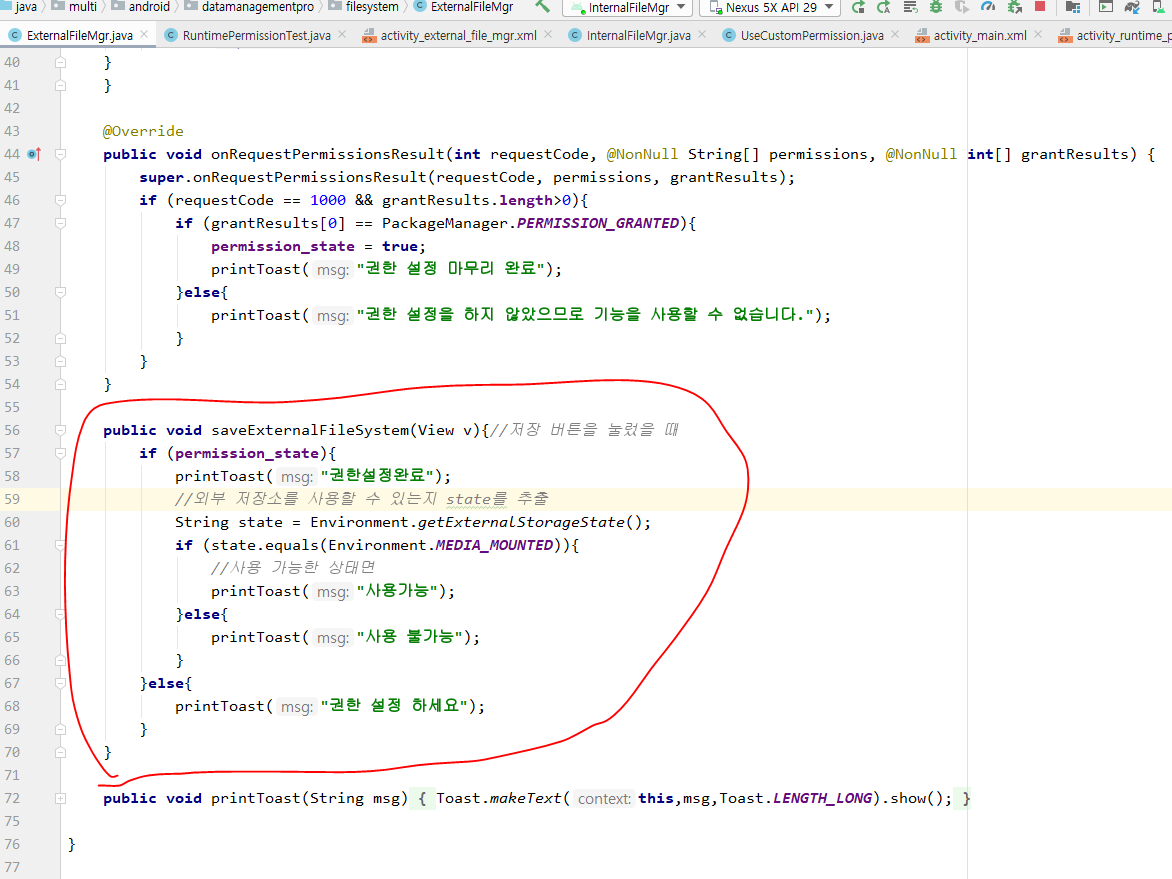 java multi android datamanagementpro filesystem ExternalFileMgr InternalFileMgr Nexus 5X API 29
ExternalFileMgr.java RuntimePermissionTest.java activity_external_file_mgr.xml InternalFileMgr.java UseCustomPermission.java activity_main.xml activity_runtime_p
40 }
41 }
42
43 @Override
44 public void onRequestPermissionsResult(int requestCode, @NonNull String[] permissions, @NonNull int[] grantResults) {
45 super.onRequestPermissionsResult(requestCode, permissions, grantResults);
46 if (requestCode == 1000 && grantResults.length>0){
47 if (grantResults[0] == PackageManager.PERMISSION_GRANTED){
48 permission_state = true;
49 printToast( msg: "권한 설정 마무리 완료");
50 }else{
51 printToast( msg: "권한 설정을 하지 않았으므로 기능을 사용할 수 없습니다.");
52 }
53 }
54 }
55
56 public void saveExternalFileSystem(View v){//저장 버튼을 눌렀을 때
57 if (permission_state){
58 printToast( msg: "권한설정완료");
59 //외부 저장소를 사용할 수 있는지 state를 추출
60 String state = Environment.getExternalStorageState();
61 if (state.equals(Environment.MEDIA_MOUNTED)){
62 //사용 가능한 상태면
63 printToast( msg: "사용가능");
64 }else{
65 printToast( msg: "사용 불가능");
66 }
67 }else{
68 printToast( msg: "권한 설정 하세요");
69 }
70 }
71
72 public void printToast(String msg) { Toast.makeText( context: this,msg,Toast.LENGTH_LONG).show(); }
75
76 }
77